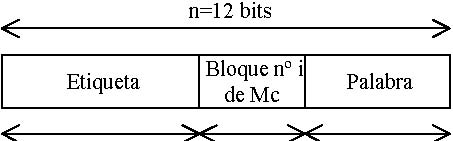 n=12 bits
Etiqueta
Bloque nº i
de Mc
Palabra